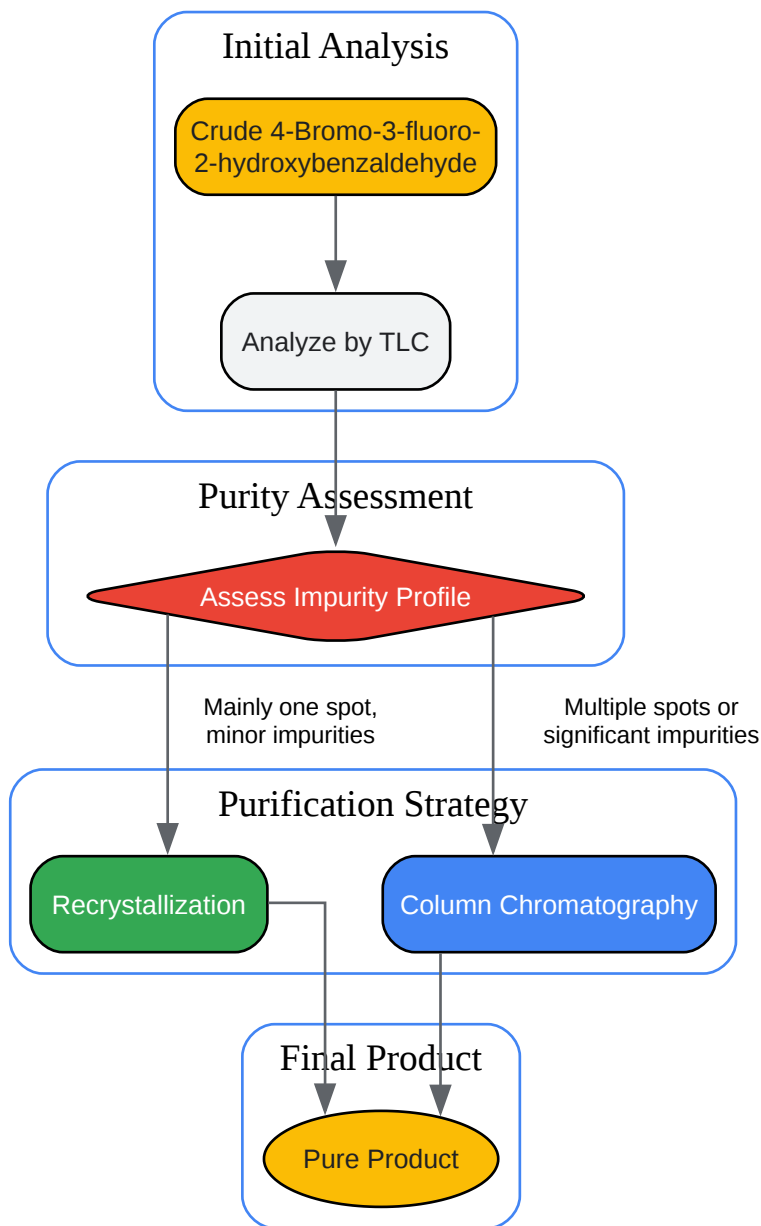 Initial Analysis
Crude 4-Bromo-3-fluoro-
2-hydroxybenzaldehyde
Analyze by TLC
Purity Assessment
Assess Impurity Profile
Mainly one spot,
minor impurities
Multiple spots or
significant impurities
Purification Strategy
Recrystallization
Column Chromatography
Final Product
Pure Product